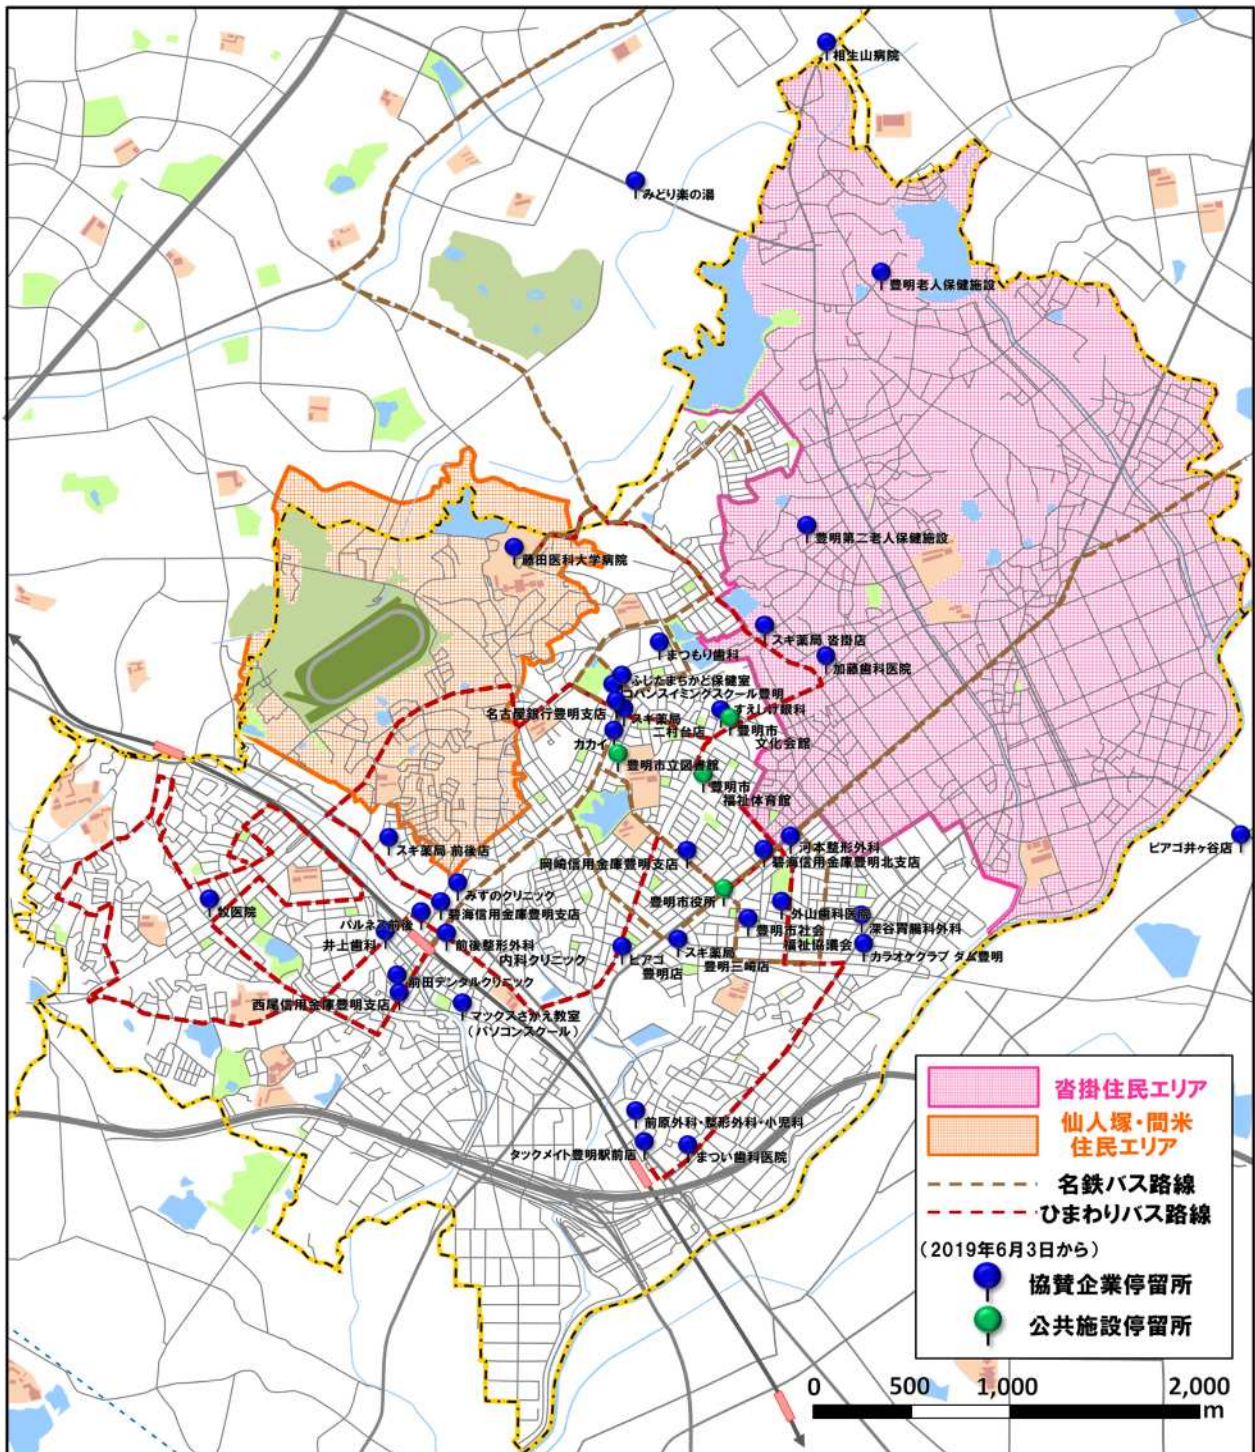 相生山病院
みどり楽の湯
豊明老人保健施設
豊明第二老人保健施設
藤田医科大学病院
スギ薬局 沓掛店
まつもり歯科
加藤歯科医院
ふじたまちかど保健室
コパンスイミングスクール豊明
名古屋銀行豊明支店
スギ薬局
二村台店
すえしげ眼科
豊明市
文化会館
カカイ
豊明市立図書館
豊明市
福祉体育館
スギ薬局 前後店
河本整形外科
ピアゴ井ヶ谷店
岡崎信用金庫豊明支店
碧海信用金庫豊明北支店
みずのクリニック
豊明市役所
牧医院
碧海信用金庫豊明支店
外山歯科医院
パルネス前後
豊明市社会
福祉協議会
深谷胃腸科外科
井上歯科
前後整形外科
内科クリニック
ピアゴ
豊明店
スギ薬局
豊明三崎店
カラオケクラブ ダム豊明
前田デンタルクリニック
西尾信用金庫豊明支店
マックスさかえ教室
(パソコンスクール)
前原外科・整形外科・小児科
タックメイト豊明駅前店
まつい歯科医院
沓掛住民エリア
仙人塚・間米
住民エリア
名鉄バス路線
ひまわりバス路線
(2019年6月3日から)
協賛企業停留所
公共施設停留所
0 500 1,000 2,000
m